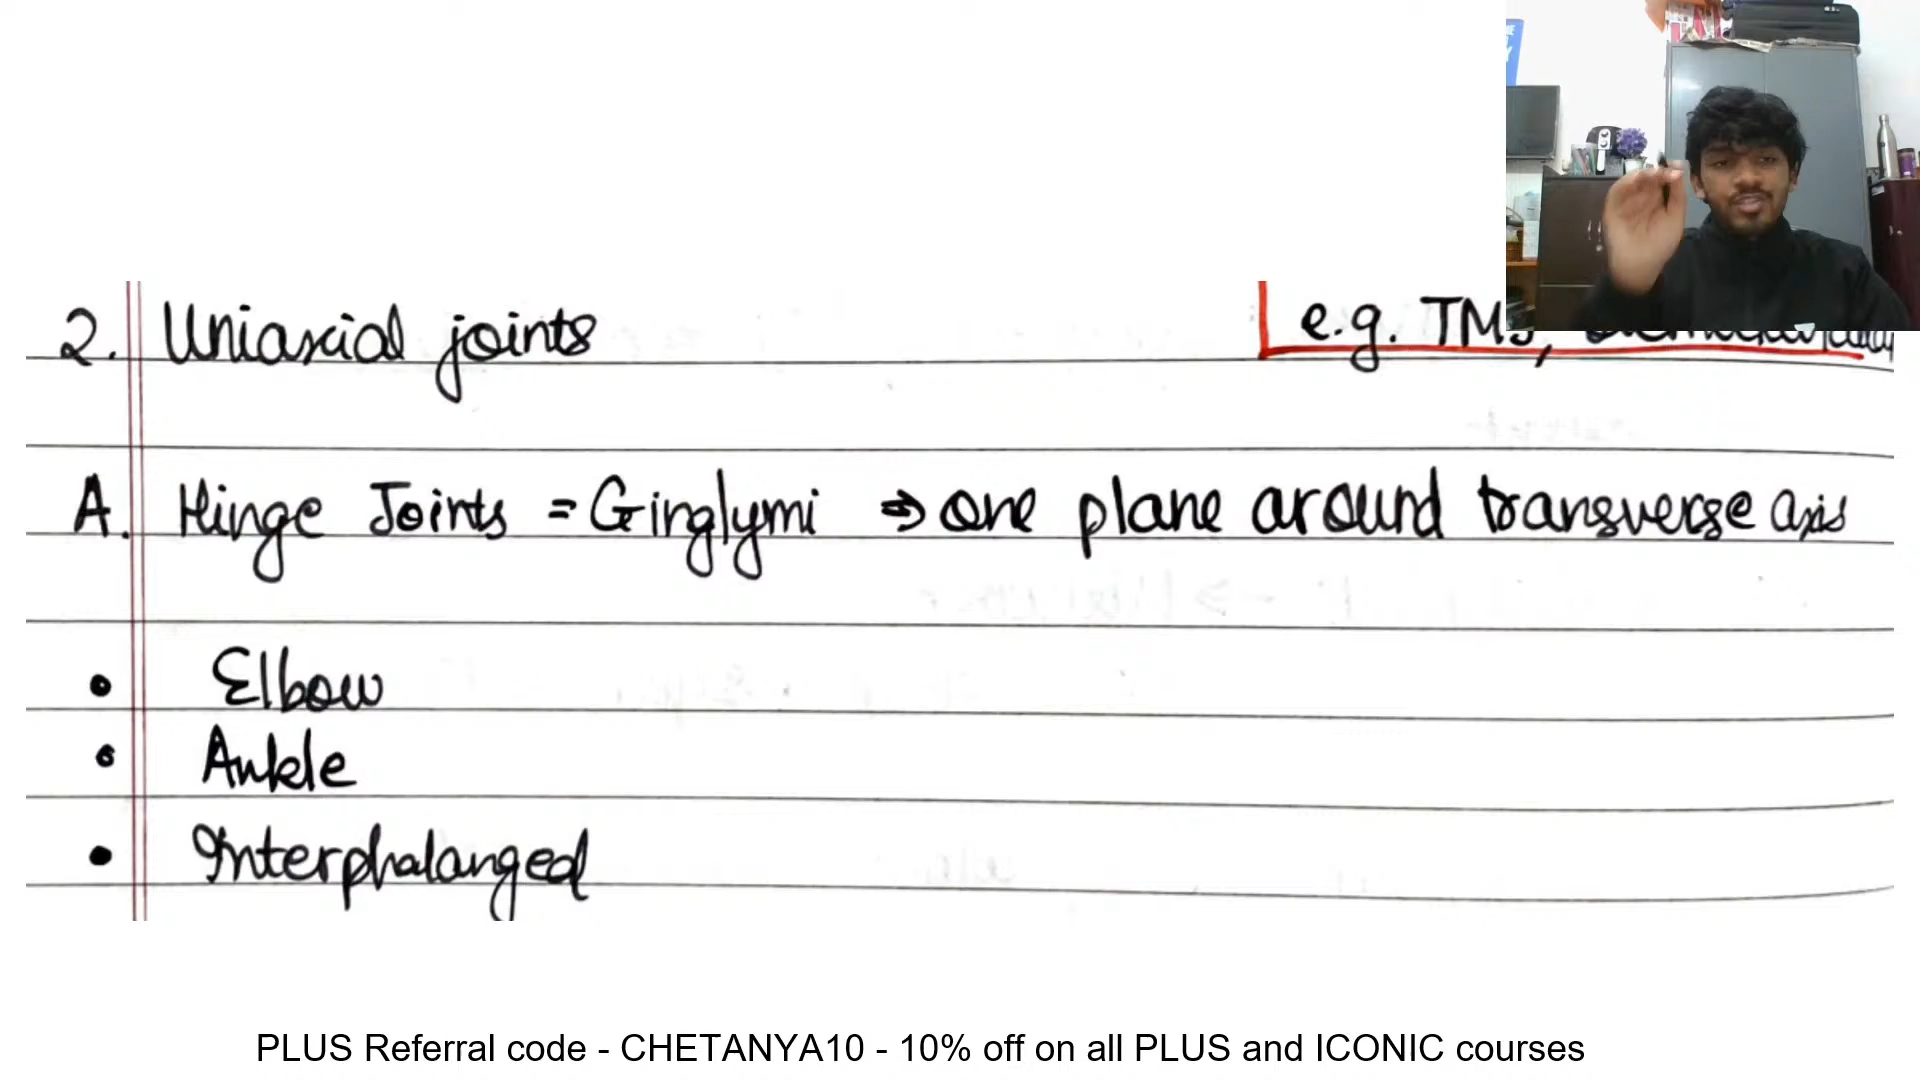 2. Uniaxial joints
e.g. TMJ,
A. Hinge Joints = Ginglymi ⇒ one plane around transverse axis
• Elbow
• Ankle
• Interphalangeal
PLUS Referral code - CHETANYA10 - 10% off on all PLUS and ICONIC courses